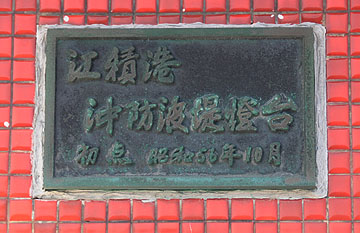 江積港
沖防波堤燈台
初点 昭和56年10月